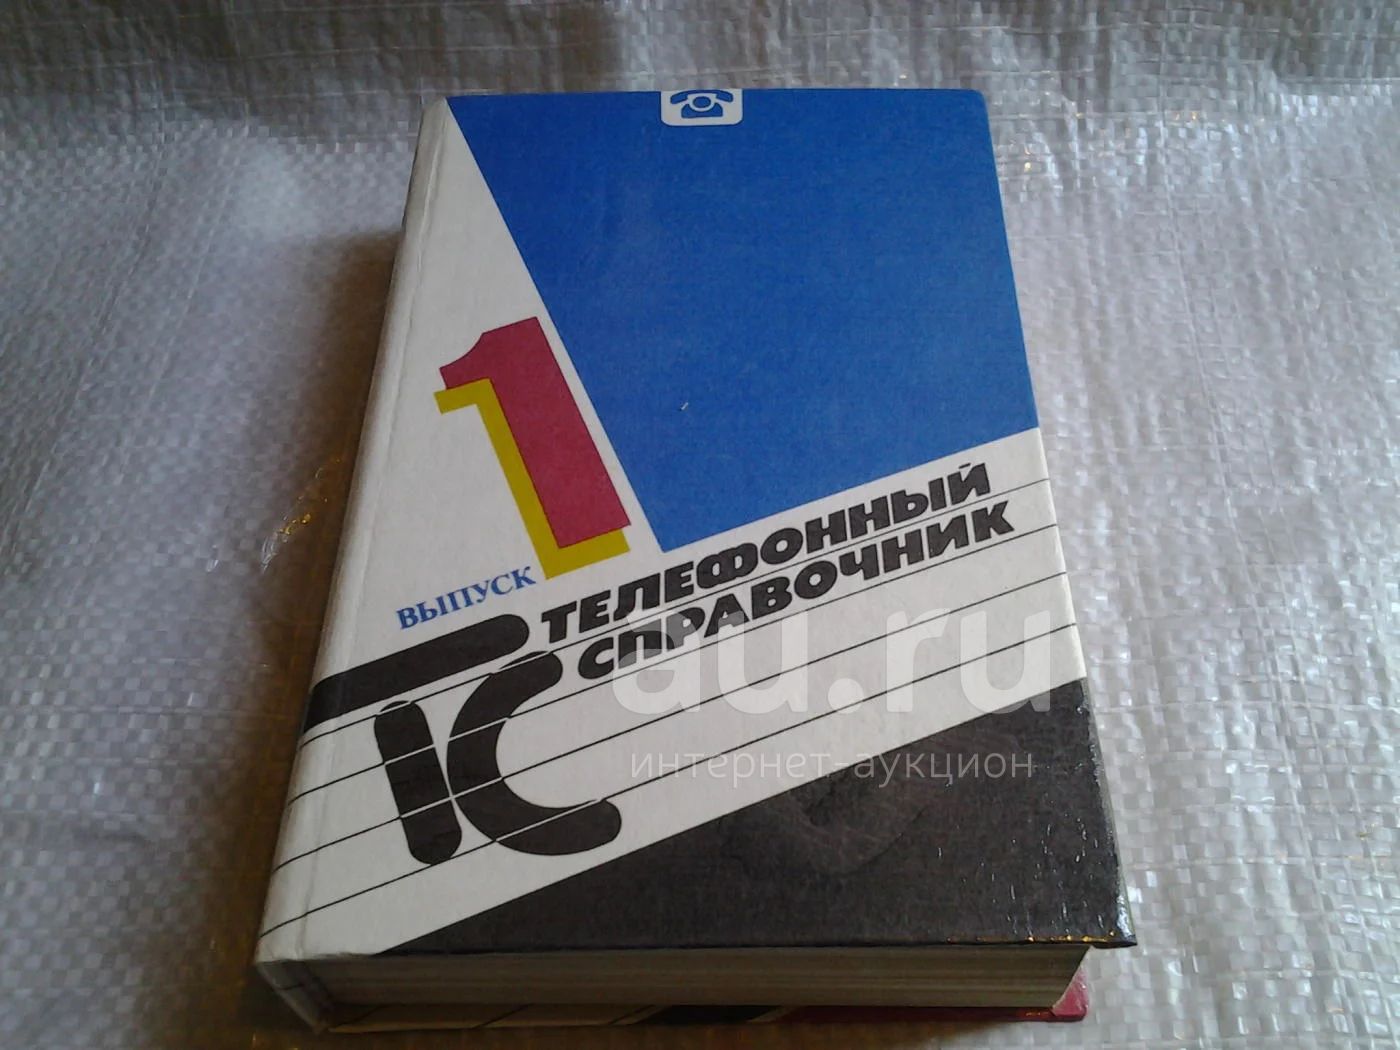 1
ВЫПУСК
ТЕЛЕФОННЫЙ
СПРАВОЧНИК
ТС
au.ru
интернет-аукцион